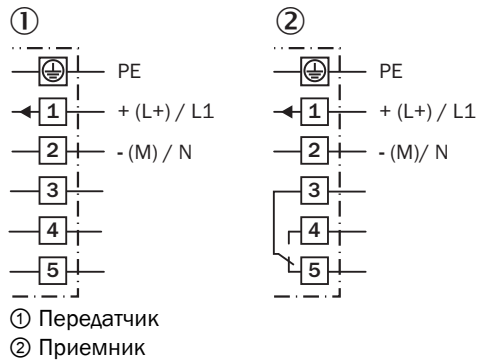 ① ②
PE PE
1 + (L+) / L1 1 + (L+) / L1
2 - (M) / N 2 - (M)/ N
3 3
4 4
5 5
① Передатчик
② Приемник